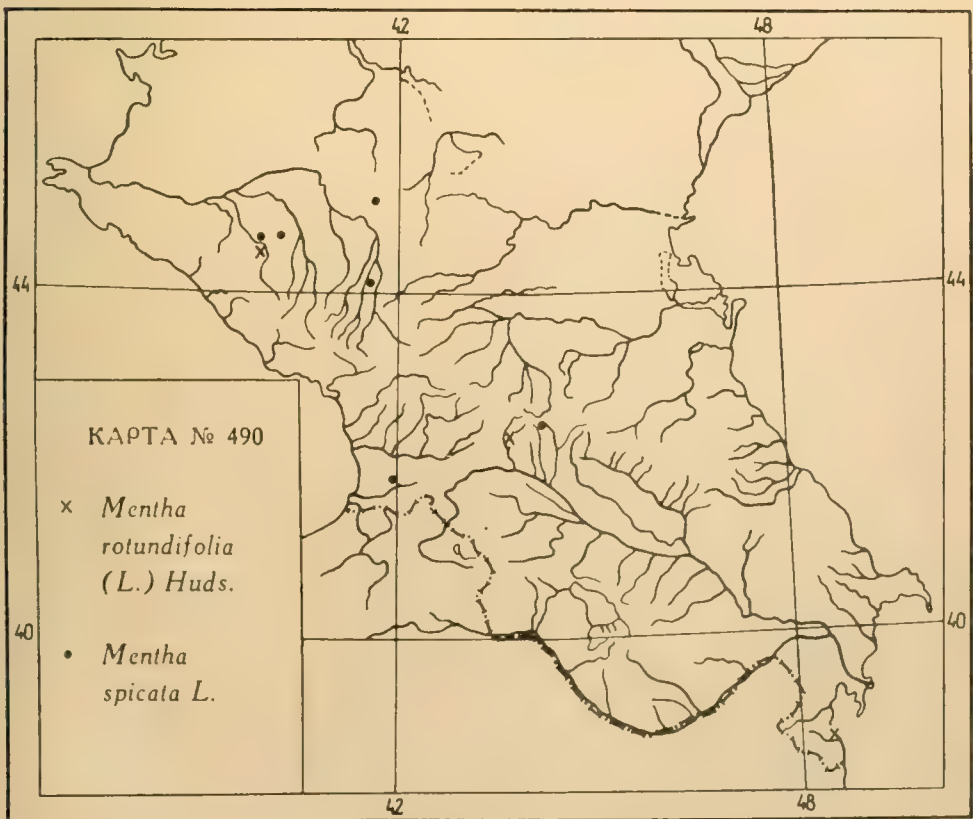 42 48
44 44
КАРТА № 490
× Mentha
rotundifolia
(L.) Huds.
40 40
• Mentha
spicata L.
42 48